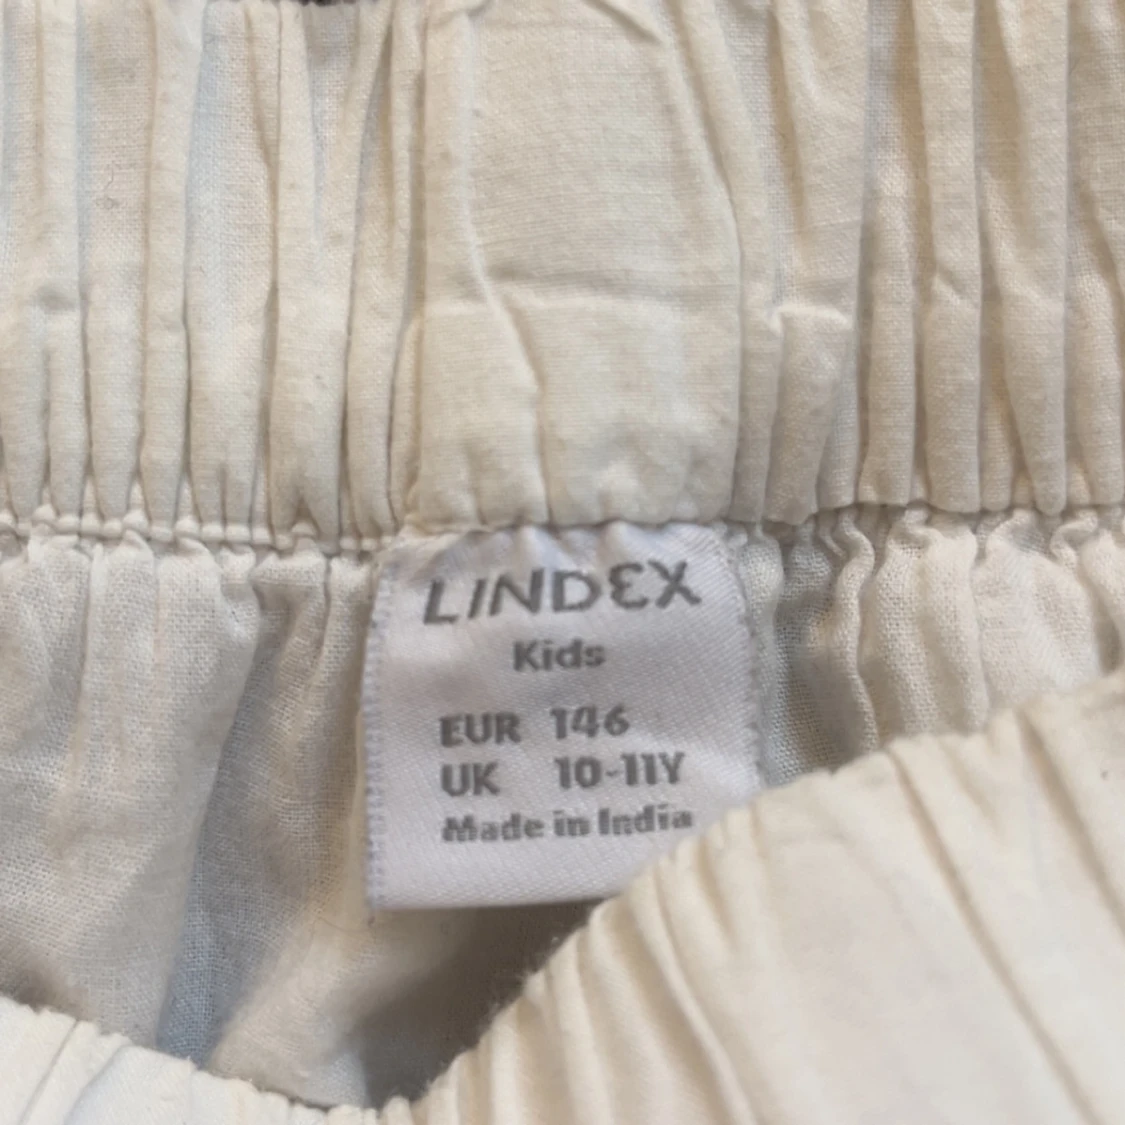 LINDEX
Kids
EUR 146
UK 10-11Y
Made in India